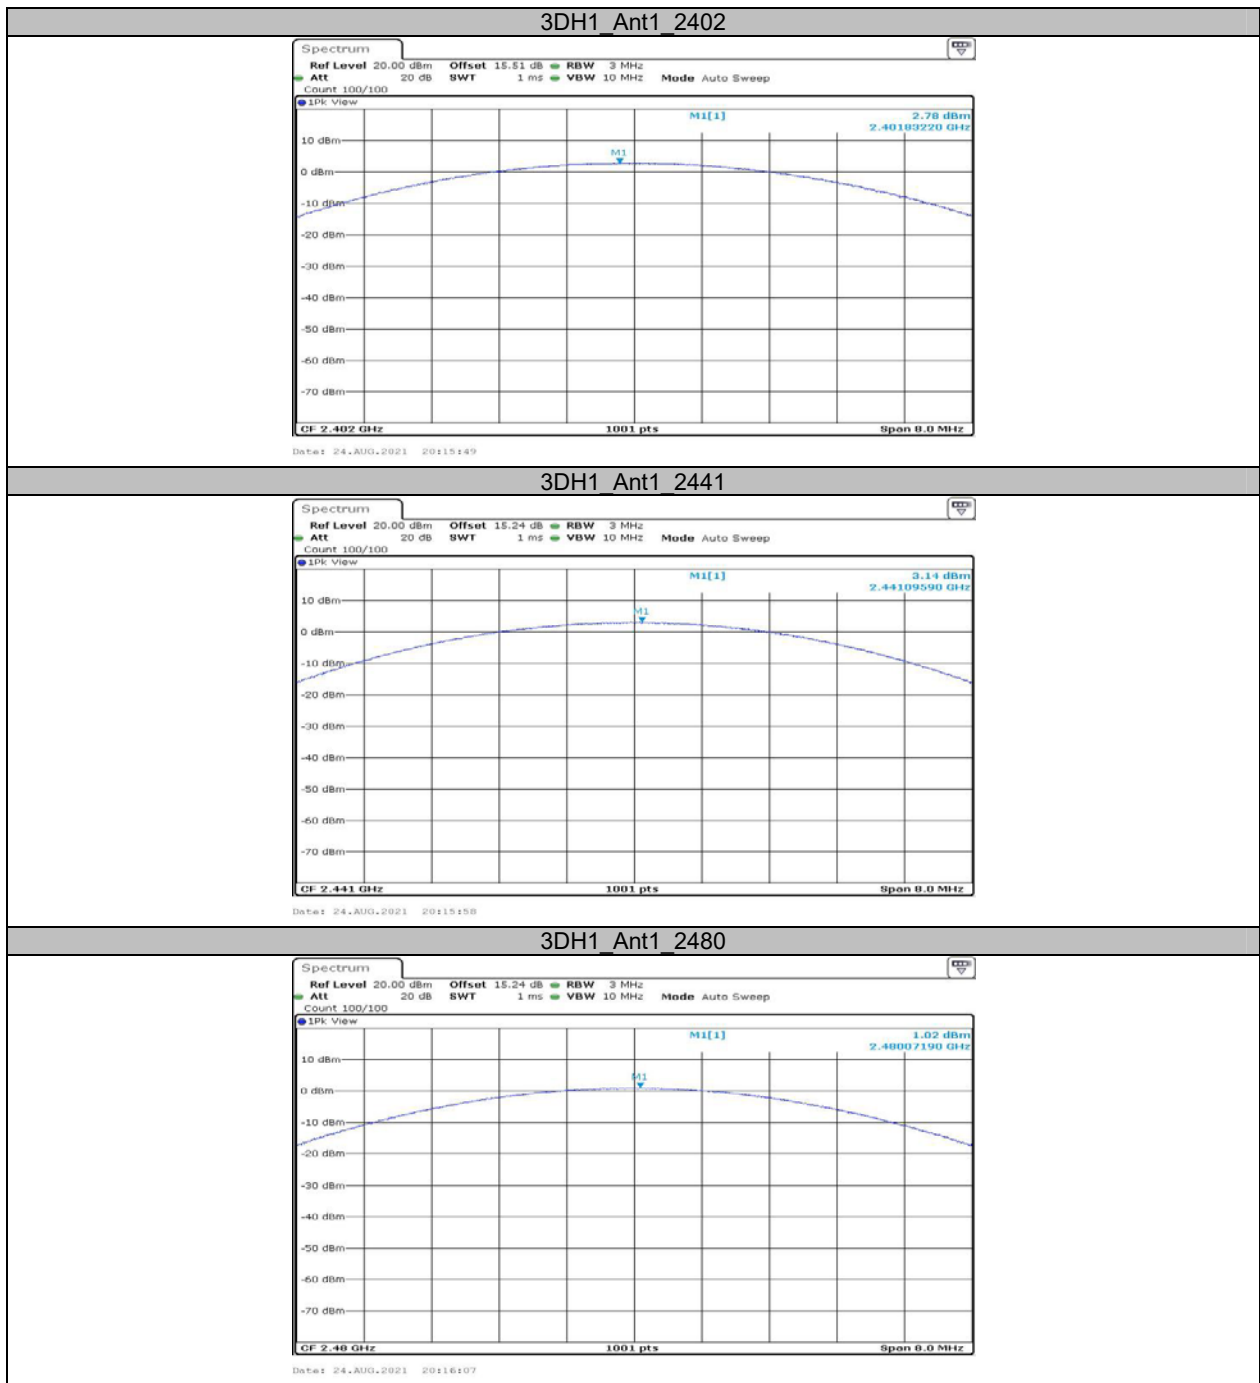 3DH1_Ant1_2402
Spectrum
Ref Level 20.00 dBm Offset 15.51 dB RBW 3 MHz
Att 20 dB SWT 1 ms VBW 10 MHz Mode Auto Sweep
Count 100/100
1Pk View
M1[1] 2.78 dBm
2.40183220 GHz
10 dBm
M1
0 dBm
-10 dBm
-20 dBm
-30 dBm
-40 dBm
-50 dBm
-60 dBm
-70 dBm
CF 2.402 GHz 1001 pts Span 8.0 MHz
Date: 24.AUG.2021 20:15:49
3DH1_Ant1_2441
Spectrum
Ref Level 20.00 dBm Offset 15.24 dB RBW 3 MHz
Att 20 dB SWT 1 ms VBW 10 MHz Mode Auto Sweep
Count 100/100
1Pk View
M1[1] 3.14 dBm
2.44109590 GHz
10 dBm
M1
0 dBm
-10 dBm
-20 dBm
-30 dBm
-40 dBm
-50 dBm
-60 dBm
-70 dBm
CF 2.441 GHz 1001 pts Span 8.0 MHz
Date: 24.AUG.2021 20:15:58
3DH1_Ant1_2480
Spectrum
Ref Level 20.00 dBm Offset 15.24 dB RBW 3 MHz
Att 20 dB SWT 1 ms VBW 10 MHz Mode Auto Sweep
Count 100/100
1Pk View
M1[1] 1.02 dBm
2.48007190 GHz
10 dBm
M1
0 dBm
-10 dBm
-20 dBm
-30 dBm
-40 dBm
-50 dBm
-60 dBm
-70 dBm
CF 2.48 GHz 1001 pts Span 8.0 MHz
Date: 24.AUG.2021 20:16:07